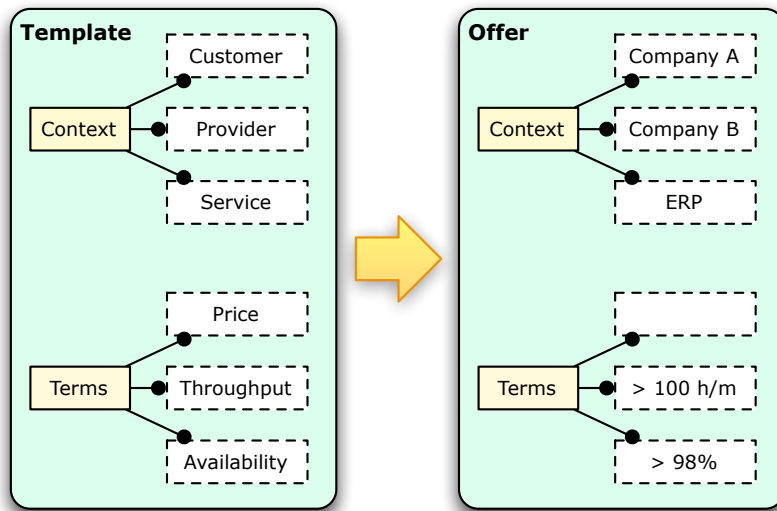 Template
Customer
Context
Provider
Service
Price
Terms
Throughput
Availability
Offer
Company A
Context
Company B
ERP
Terms
> 100 h/m
> 98%